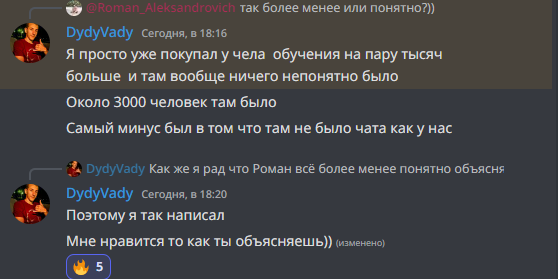 @Roman_Aleksandrovich так более менее или понятно?))
DydyVady Сегодня, в 18:16
Я просто уже покупал у чела обучения на пару тысяч
больше и там вообще ничего непонятно было
Около 3000 человек там было
Самый минус был в том что там не было чата как у нас
DydyVady Как же я рад что Роман всё более менее понятно объясня
DydyVady Сегодня, в 18:20
Поэтому я так написал
Мне нравится то как ты объясняешь)) (изменено)
5